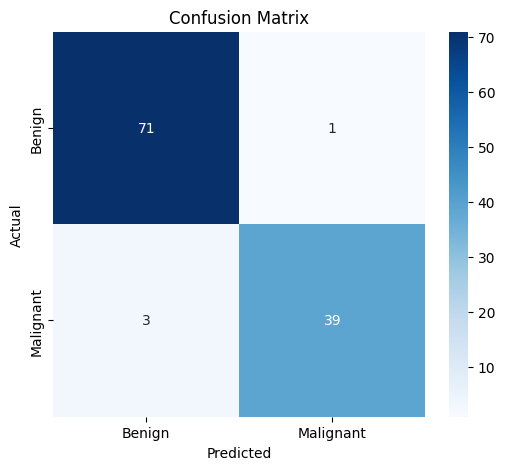 Confusion Matrix
70
60
50
40
30
20
10
Benign
Malignant
Actual
71
1
3
39
Benign
Malignant
Predicted